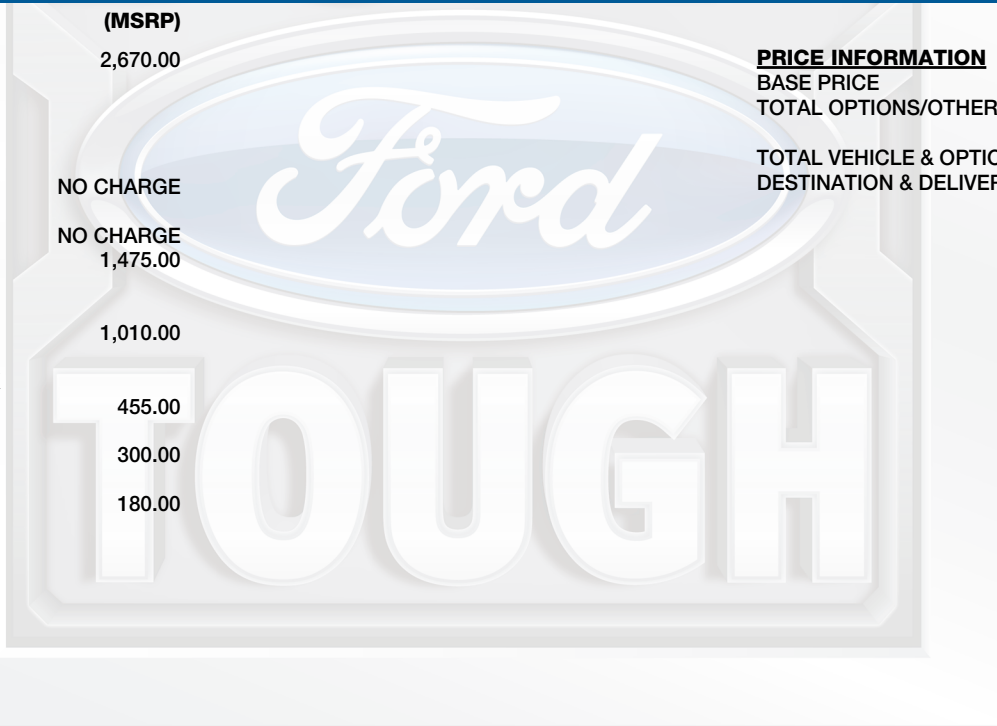 (MSRP)
2,670.00
NO CHARGE
NO CHARGE
1,475.00
1,010.00
455.00
300.00
180.00
PRICE INFORMATION
BASE PRICE
TOTAL OPTIONS/OTHER
TOTAL VEHICLE & OPTIO
DESTINATION & DELIVER
Ford
TOUGH